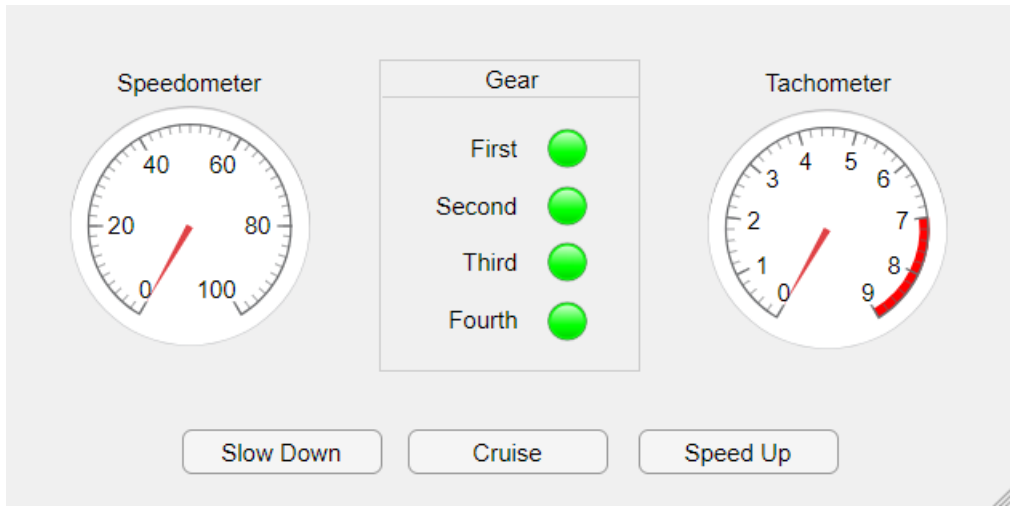 Speedometer
0
20
40
60
80
100
Gear
First
Second
Third
Fourth
Tachometer
0
1
2
3
4
5
6
7
8
9
Slow Down
Cruise
Speed Up